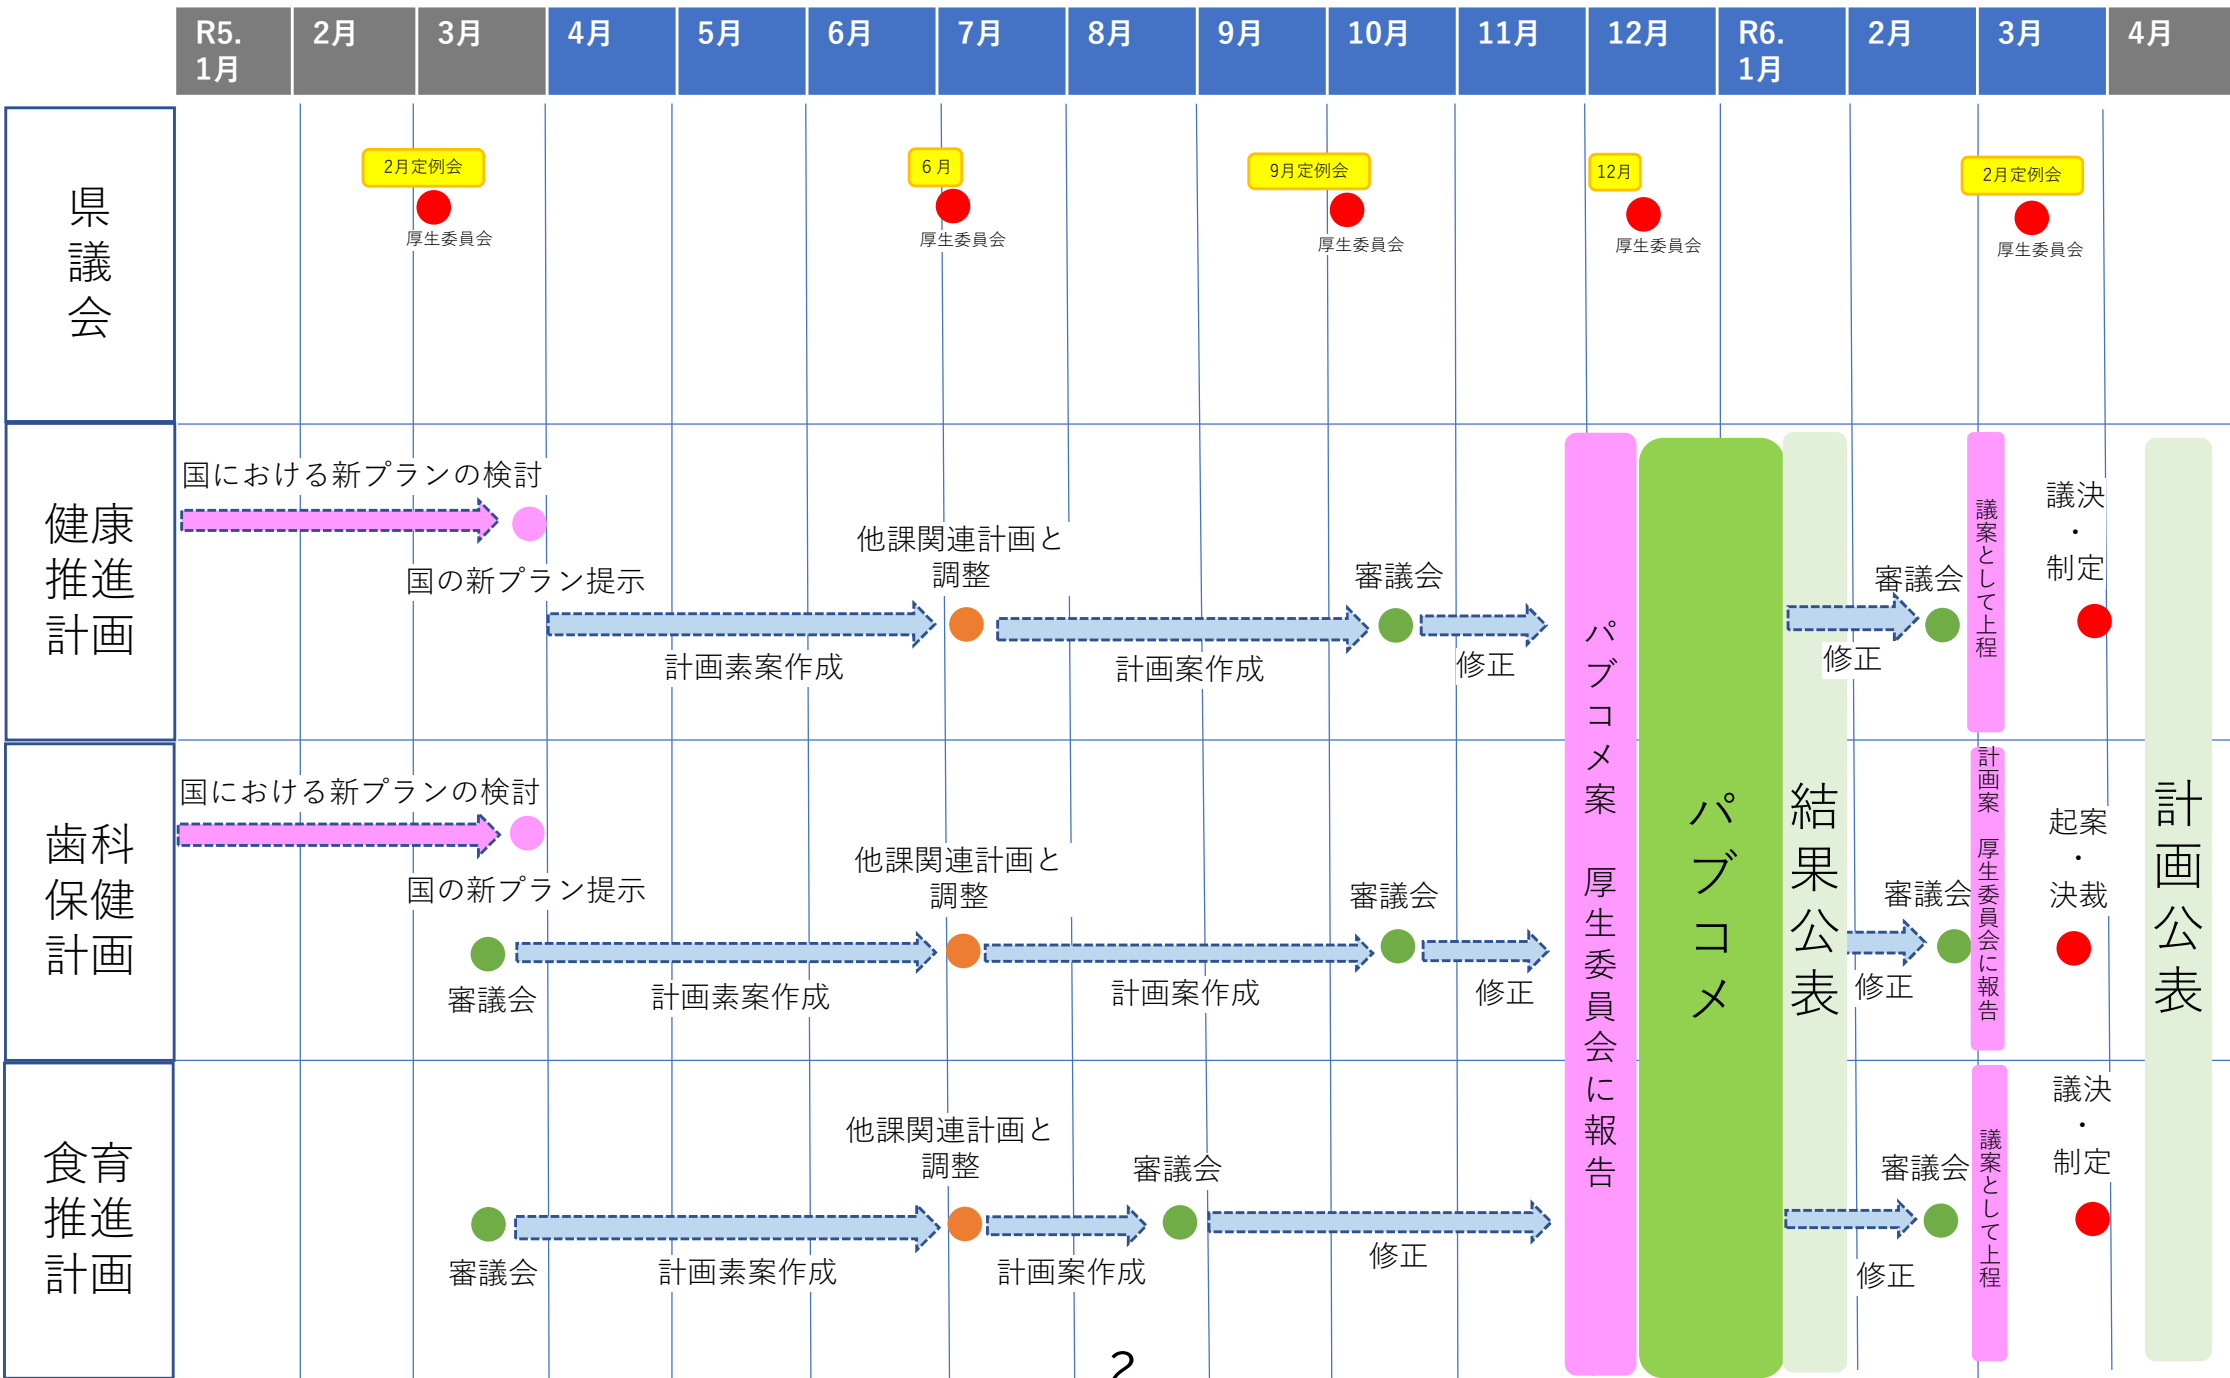 R5.
1月
2月
3月
4月
5月
6月
7月
8月
9月
10月
11月
12月
R6.
1月
2月
3月
4月
県議会
2月定例会
厚生委員会
6月
厚生委員会
9月定例会
厚生委員会
12月
厚生委員会
2月定例会
厚生委員会
健康
推進
計画
国における新プランの検討
国の新プラン提示
計画素案作成
他課関連計画と
調整
計画案作成
審議会
修正
パブコメ案　厚生委員会に報告
パブコメ
結果公表
修正
審議会
議案として上程
議決
・
制定
計画公表
歯科
保健
計画
国における新プランの検討
国の新プラン提示
審議会
計画素案作成
他課関連計画と
調整
計画案作成
審議会
修正
修正
審議会
計画案　厚生委員会に報告
起案
・
決裁
食育
推進
計画
審議会
計画素案作成
他課関連計画と
調整
計画案作成
審議会
修正
修正
審議会
議案として上程
議決
・
制定
2